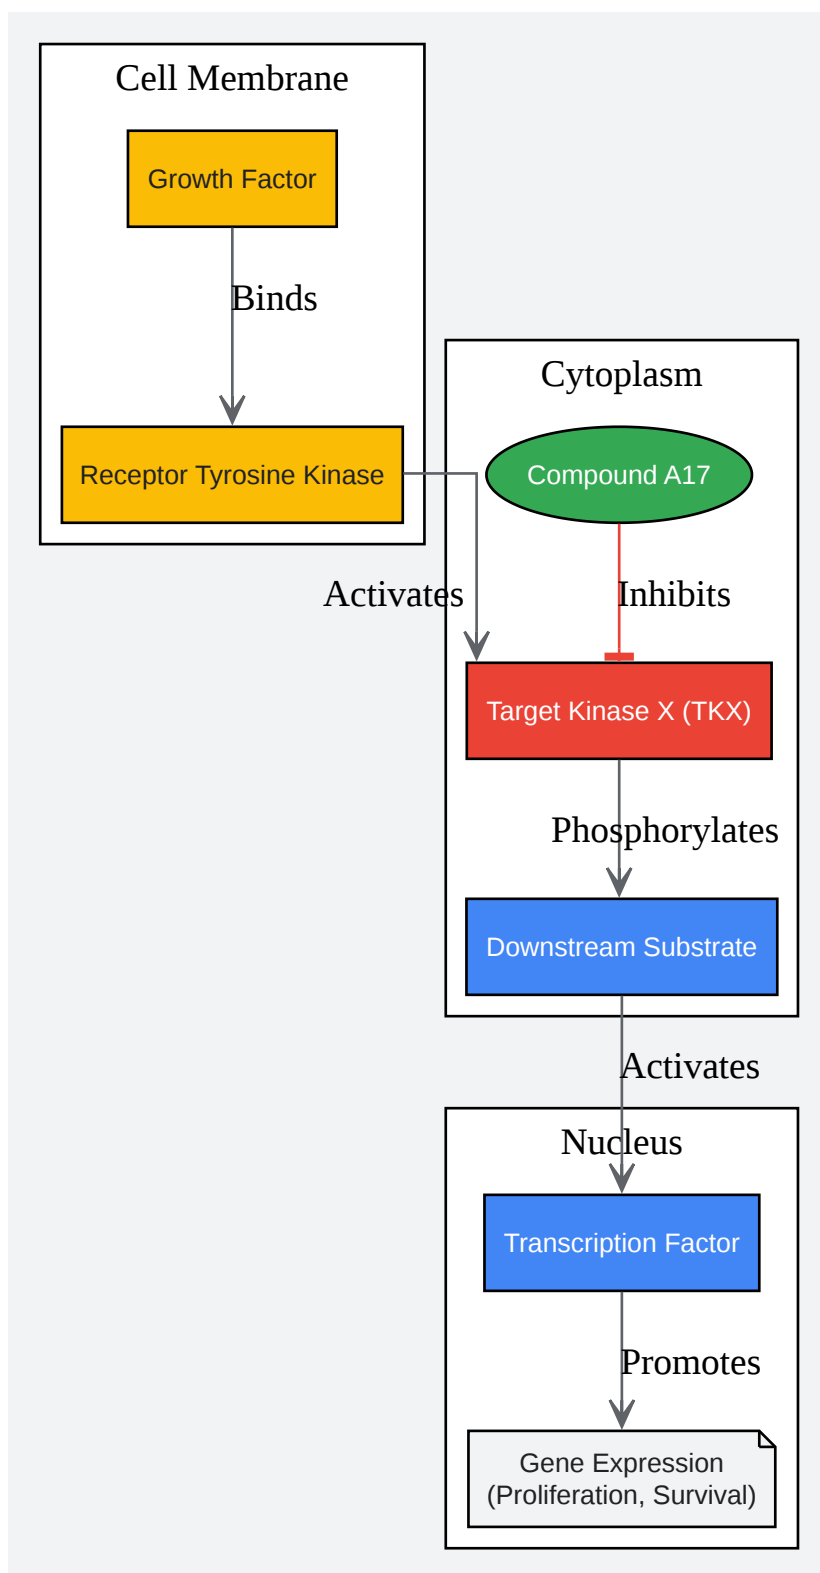 Cell Membrane
Growth Factor
Binds
Receptor Tyrosine Kinase
Cytoplasm
Compound A17
Activates
Inhibits
Target Kinase X (TKX)
Phosphorylates
Downstream Substrate
Activates
Nucleus
Transcription Factor
Promotes
Gene Expression
(Proliferation, Survival)